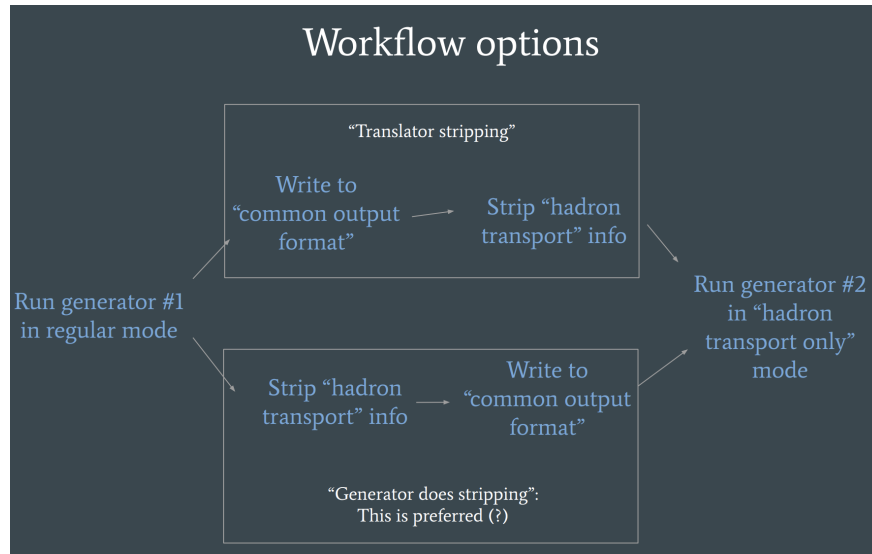 Workflow options
“Translator stripping”
Write to
“common output
format”
Strip “hadron
transport” info
Run generator #1
in regular mode
Run generator #2
in “hadron
transport only”
mode
Strip “hadron
transport” info
Write to
“common output
format”
“Generator does stripping”:
This is preferred (?)